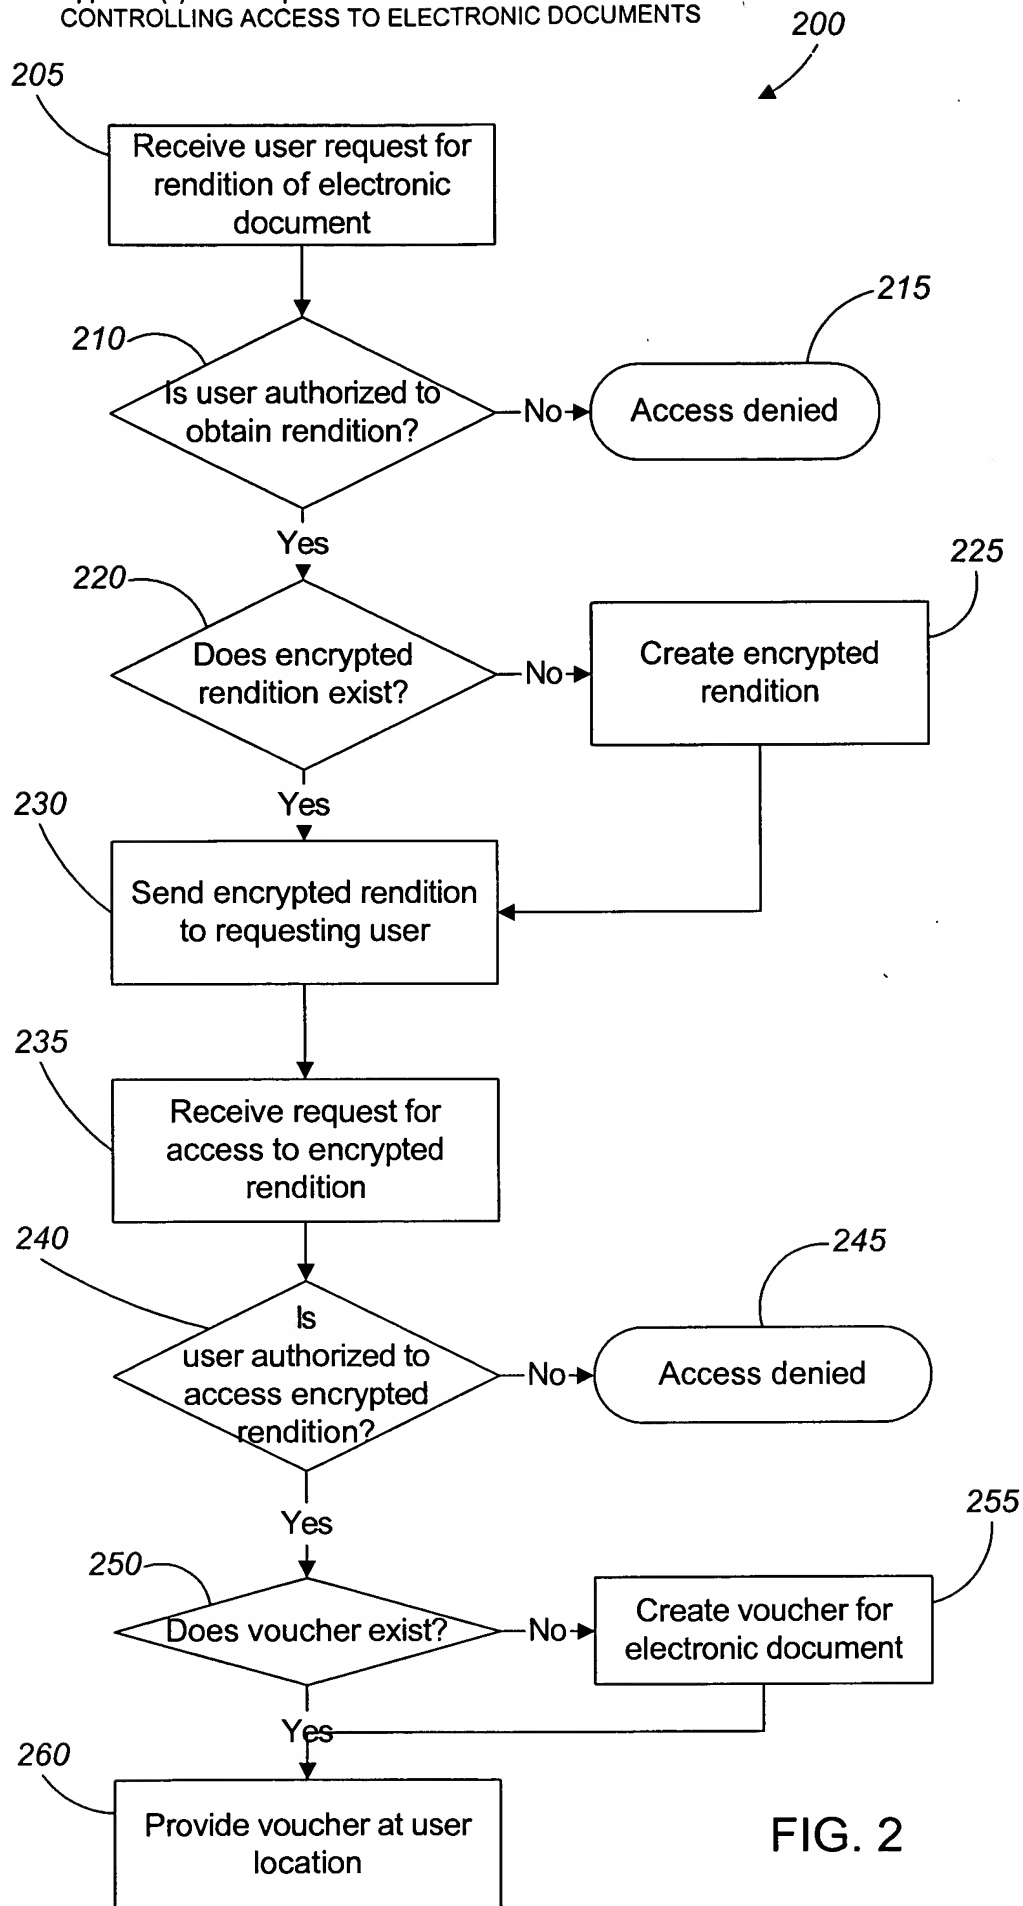 CONTROLLING ACCESS TO ELECTRONIC DOCUMENTS
200
205
Receive user request for
rendition of electronic
document
210
Is user authorized to
obtain rendition?
No
215
Access denied
Yes
220
Does encrypted
rendition exist?
No
225
Create encrypted
rendition
Yes
230
Send encrypted rendition
to requesting user
235
Receive request for
access to encrypted
rendition
240
Is
user authorized to
access encrypted
rendition?
No
245
Access denied
Yes
250
Does voucher exist?
No
255
Create voucher for
electronic document
Yes
260
Provide voucher at user
location
FIG. 2